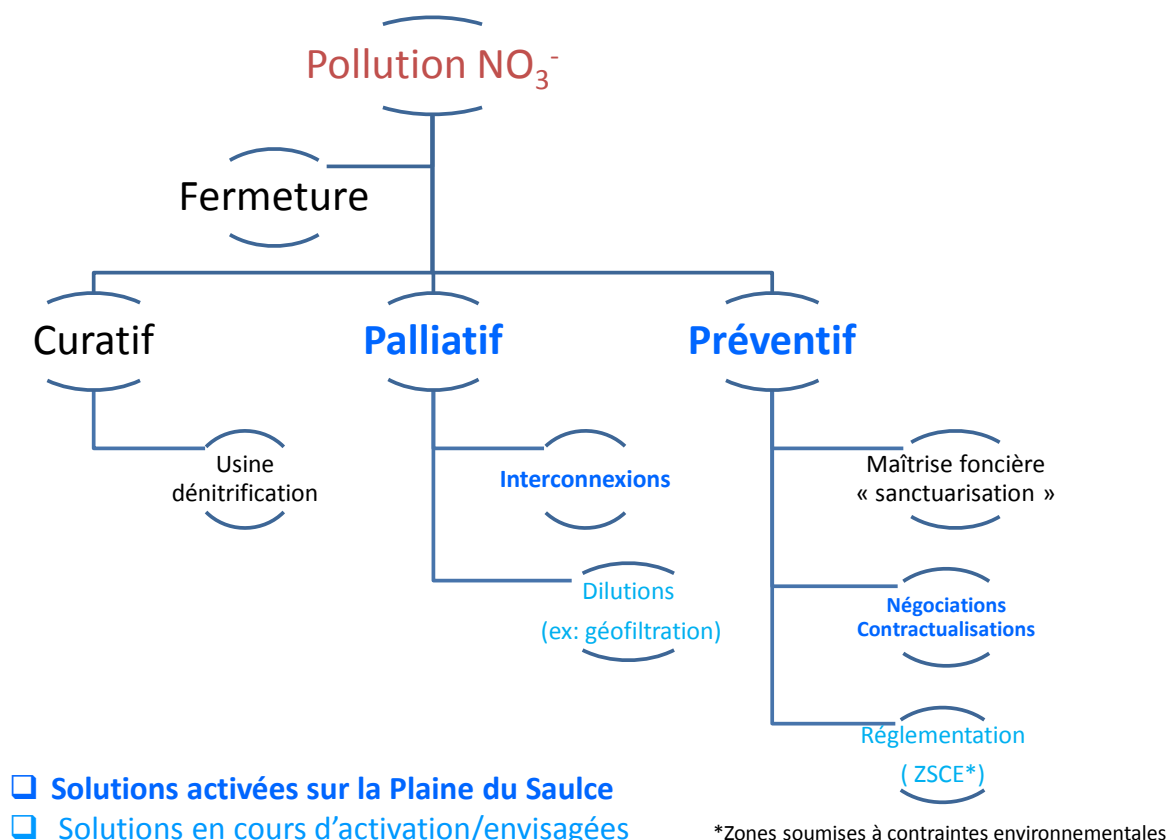 Pollution NO₃⁻
Fermeture
Curatif
Palliatif
Préventif
Usine
dénitrification
Interconnexions
Dilutions
(ex: géofiltration)
Maîtrise foncière
« sanctuarisation »
Négociations
Contractualisations
Réglementation
( ZSCE*)
❑ Solutions activées sur la Plaine du Saulce
❑ Solutions en cours d’activation/envisagées
*Zones soumises à contraintes environnementales